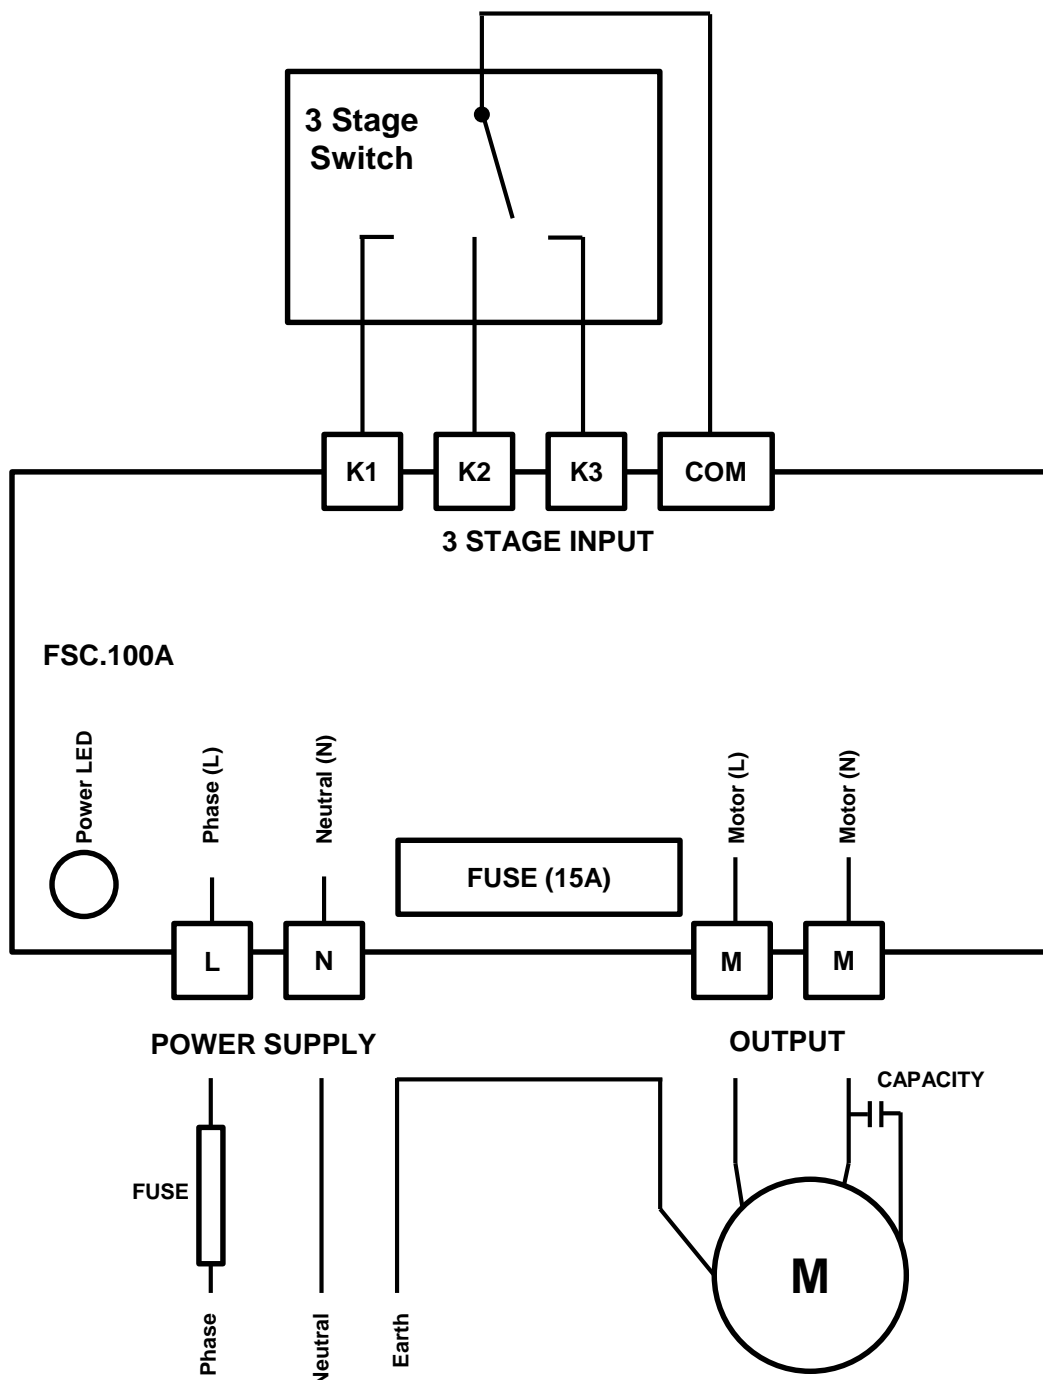 3 Stage
Switch
K1
K2
K3
COM
3 STAGE INPUT
FSC.100A
Power LED
Phase (L)
Neutral (N)
Motor (L)
Motor (N)
FUSE (15A)
L
N
M
M
POWER SUPPLY
OUTPUT
CAPACITY
FUSE
M
Phase
Neutral
Earth